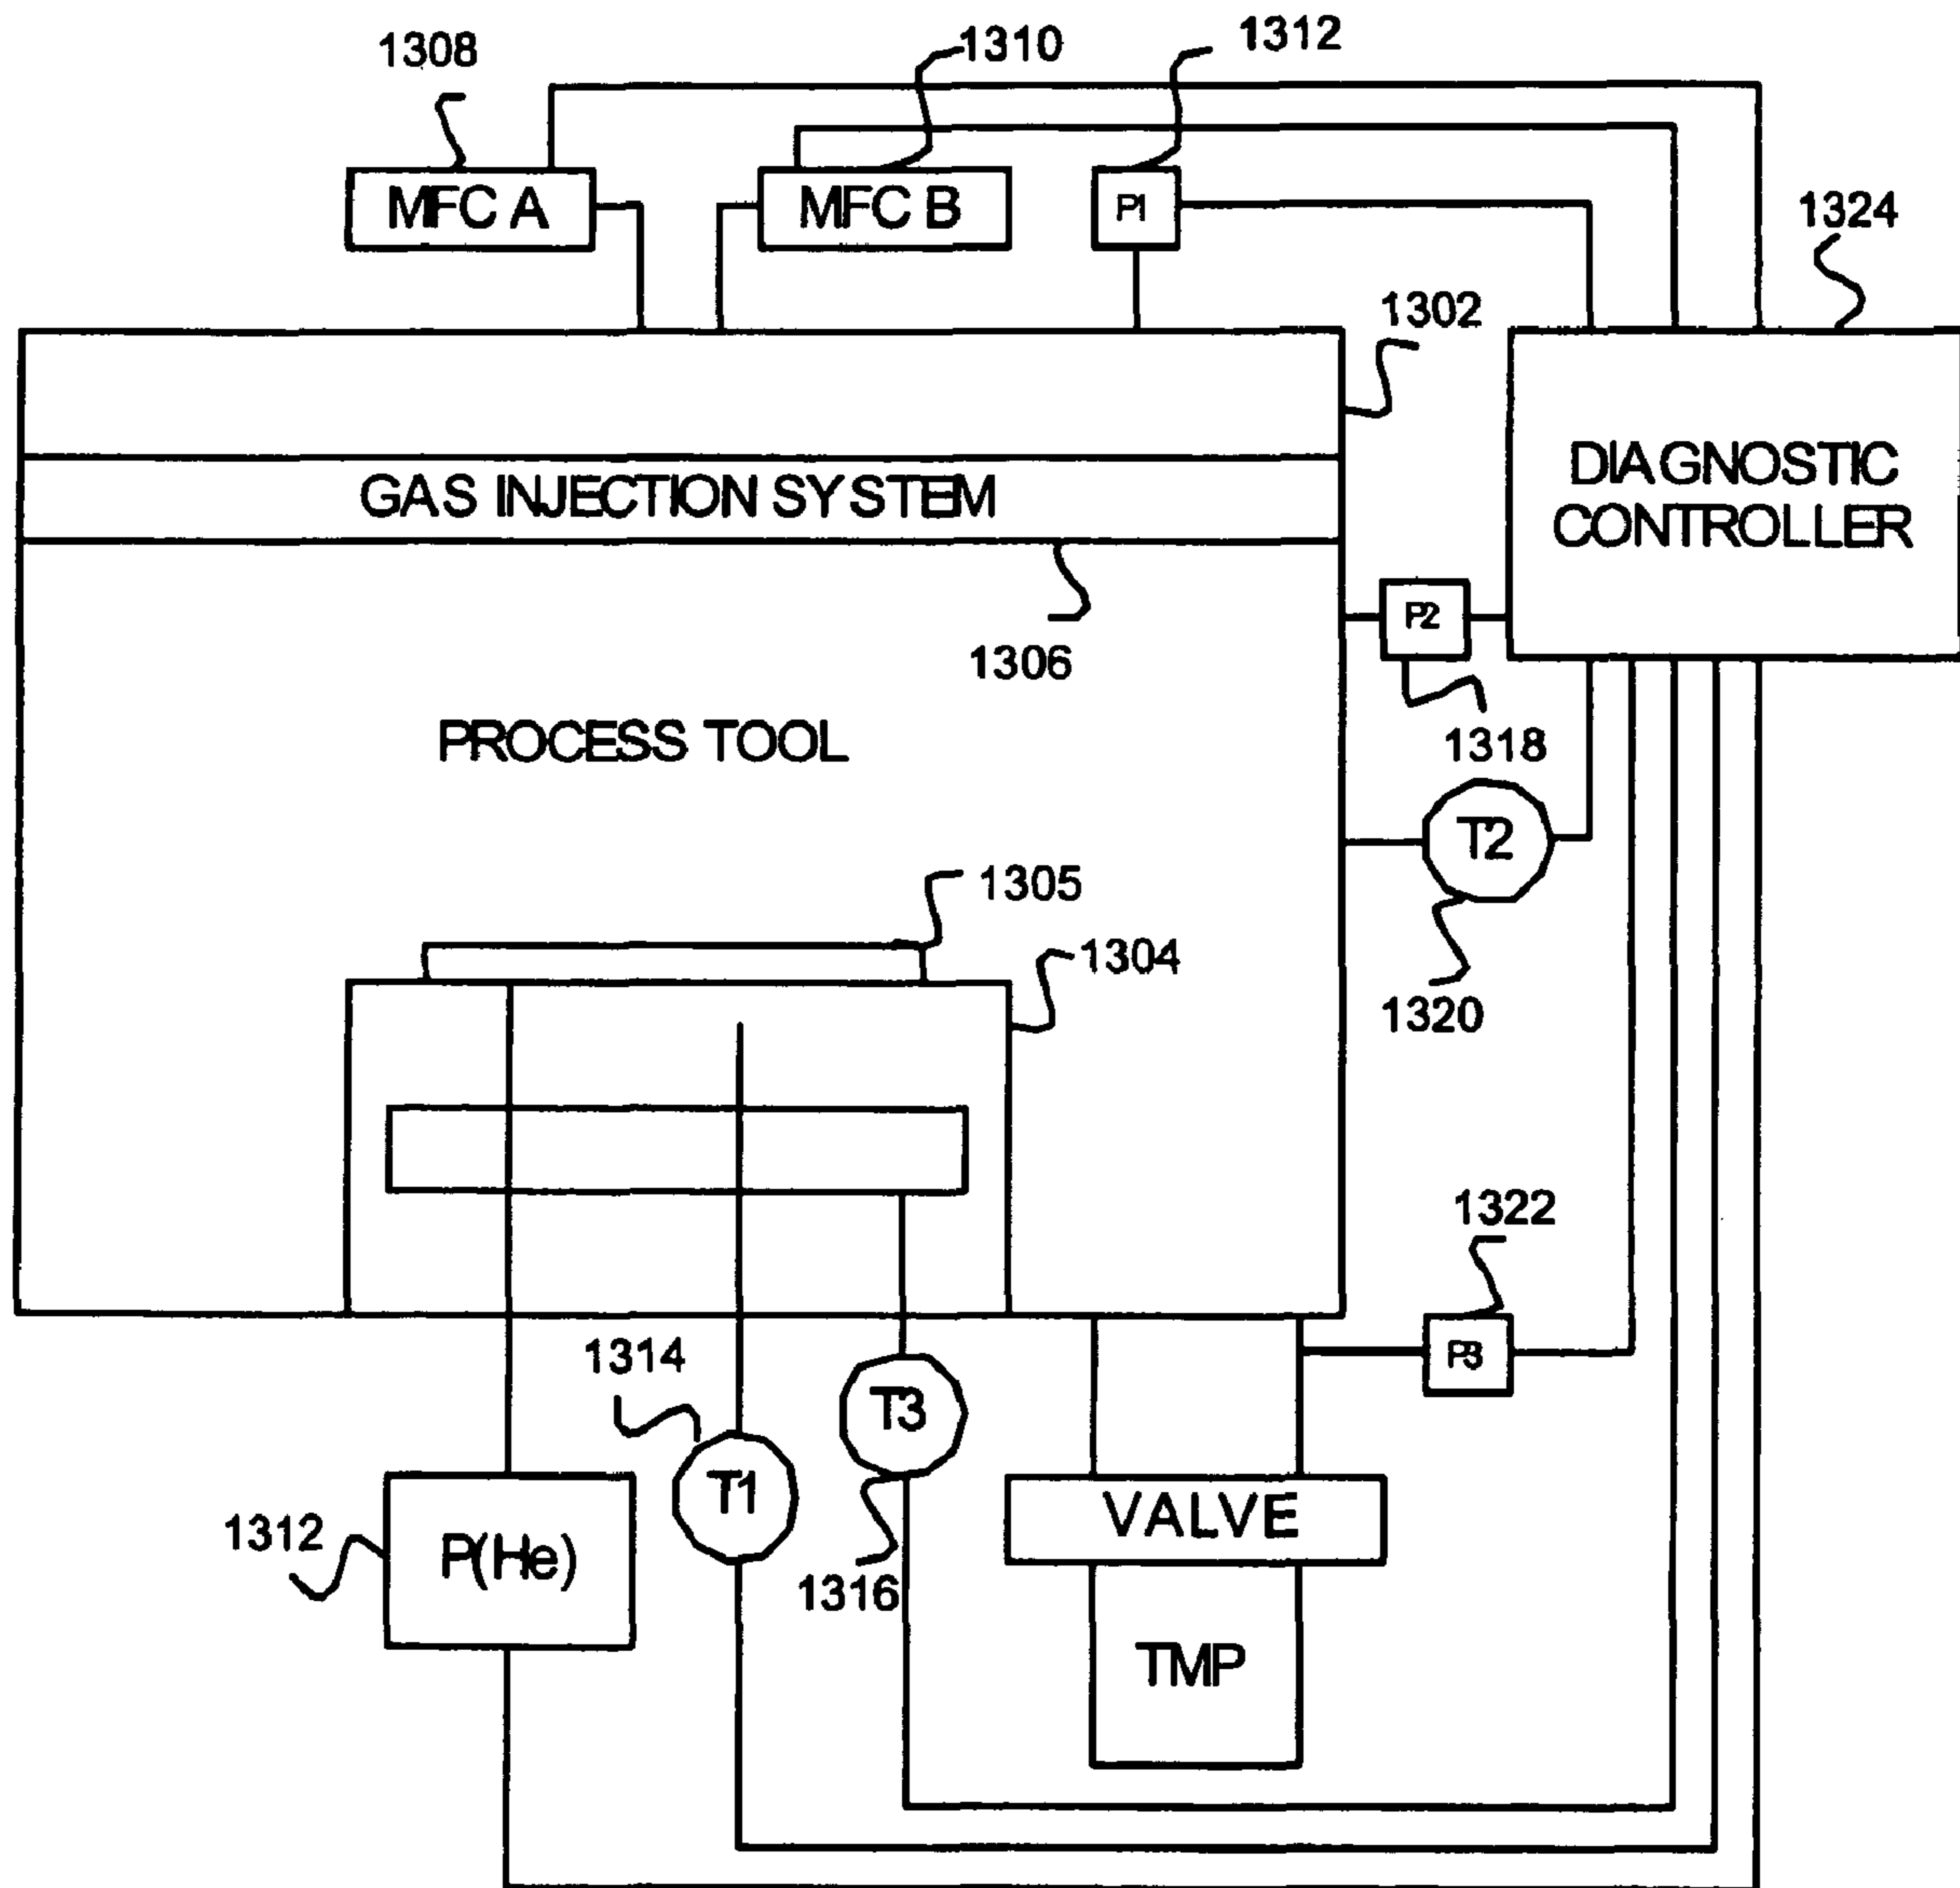 1308
1310
1312
MFC A
MFC B
P1
1324
1302
GAS INJECTION SYSTEM
DIAGNOSTIC
CONTROLLER
P2
1306
1318
PROCESS TOOL
T2
1305
1304
1320
1322
1314
P3
T3
T1
VALVE
1312
P(He)
1316
TMP